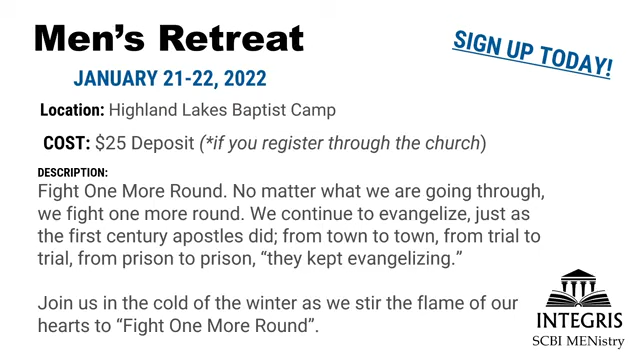 Men’s Retreat
SIGN UP TODAY!
JANUARY 21-22, 2022
Location: Highland Lakes Baptist Camp
COST: $25 Deposit (*if you register through the church)
DESCRIPTION:
Fight One More Round. No matter what we are going through,
we fight one more round. We continue to evangelize, just as
the first century apostles did; from town to town, from trial to
trial, from prison to prison, “they kept evangelizing.”
Join us in the cold of the winter as we stir the flame of our
hearts to “Fight One More Round”.
INTEGRIS
SCBI MENistry